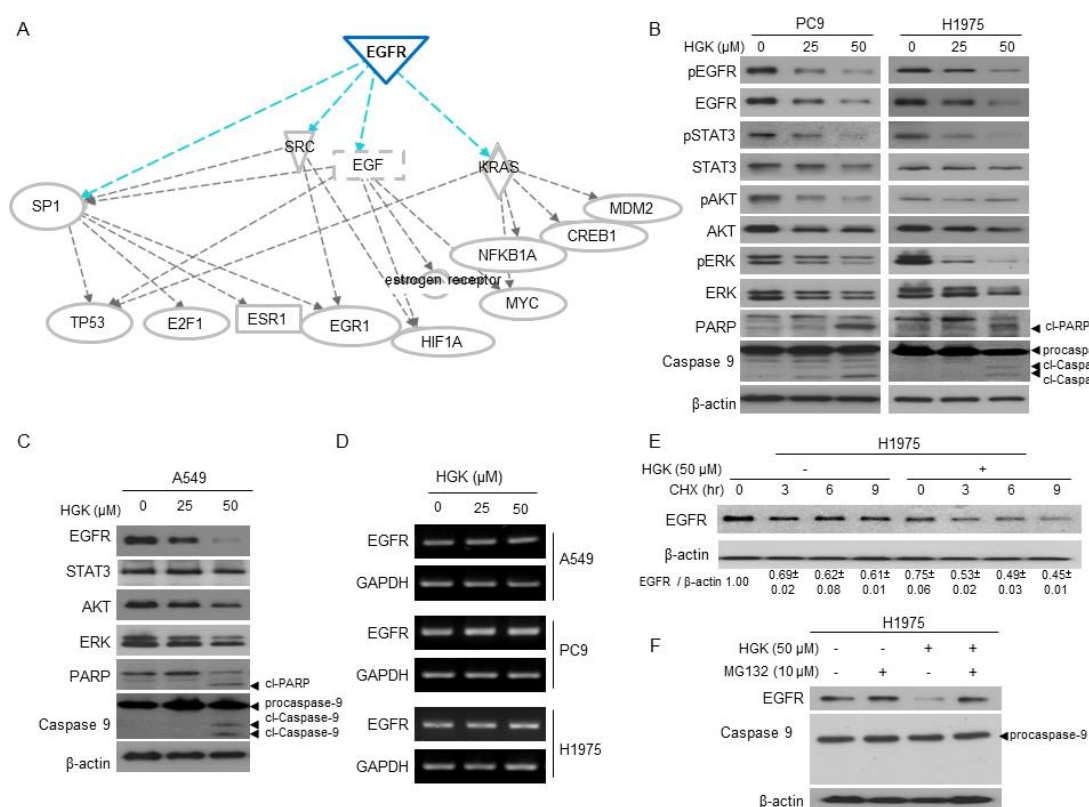 A
EGFR
SRC
EGF
KRAS
SP1
MDM2
CREB1
NFKB1A
estrogen receptor
MYC
TP53
E2F1
ESR1
EGR1
HIF1A
B
PC9 H1975
HGK (µM) 0 25 50 0 25 50
pEGFR
EGFR
pSTAT3
STAT3
pAKT
AKT
pERK
ERK
PARP
cl-PARP
procasp
Caspase 9
cl-Caspa
cl-Caspa
β-actin
C
A549
HGK 0 25 50
(µM)
EGFR
STAT3
AKT
ERK
PARP
cl-PARP
procaspase-9
Caspase 9
cl-Caspase-9
cl-Caspase-9
β-actin
D
HGK (µM)
0 25 50
EGFR
GAPDH
A549
EGFR
GAPDH
PC9
EGFR
GAPDH
H1975
E
H1975
HGK (50 µM) - +
CHX (hr) 0 3 6 9 0 3 6 9
EGFR
β-actin
EGFR / β-actin 1.00 0.69± 0.62± 0.61± 0.75± 0.53± 0.49± 0.45±
0.02 0.08 0.01 0.06 0.02 0.03 0.01
F
H1975
HGK (50 µM) - - + +
MG132 (10 µM) - + - +
EGFR
Caspase 9
procaspase-9
β-actin